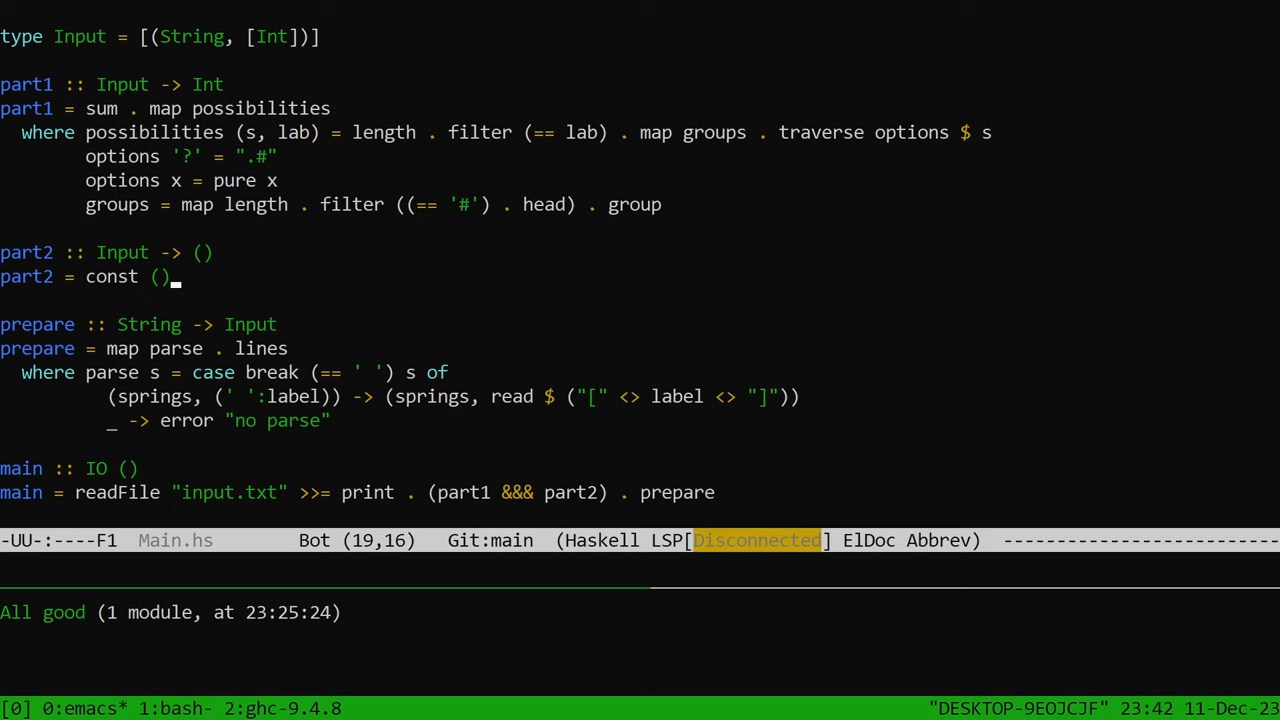 type Input = [(String, [Int])]
part1 :: Input -> Int
part1 = sum . map possibilities
  where possibilities (s, lab) = length . filter (== lab) . map groups . traverse options $ s
        options '?' = ".#"
        options x = pure x
        groups = map length . filter ((== '#') . head) . group
part2 :: Input -> ()
part2 = const ()
prepare :: String -> Input
prepare = map parse . lines
  where parse s = case break (== ' ') s of
          (springs, (' ':label)) -> (springs, read $ ("[" <> label <> "]"))
          _ -> error "no parse"
main :: IO ()
main = readFile "input.txt" >>= print . (part1 &&& part2) . prepare
-UU-:----F1  Main.hs        Bot (19,16)   Git:main  (Haskell LSP[Disconnected] ElDoc Abbrev) --------------------------
All good (1 module, at 23:25:24)
[0] 0:emacs* 1:bash- 2:ghc-9.4.8 "DESKTOP-9EOJCJF" 23:42 11-Dec-23